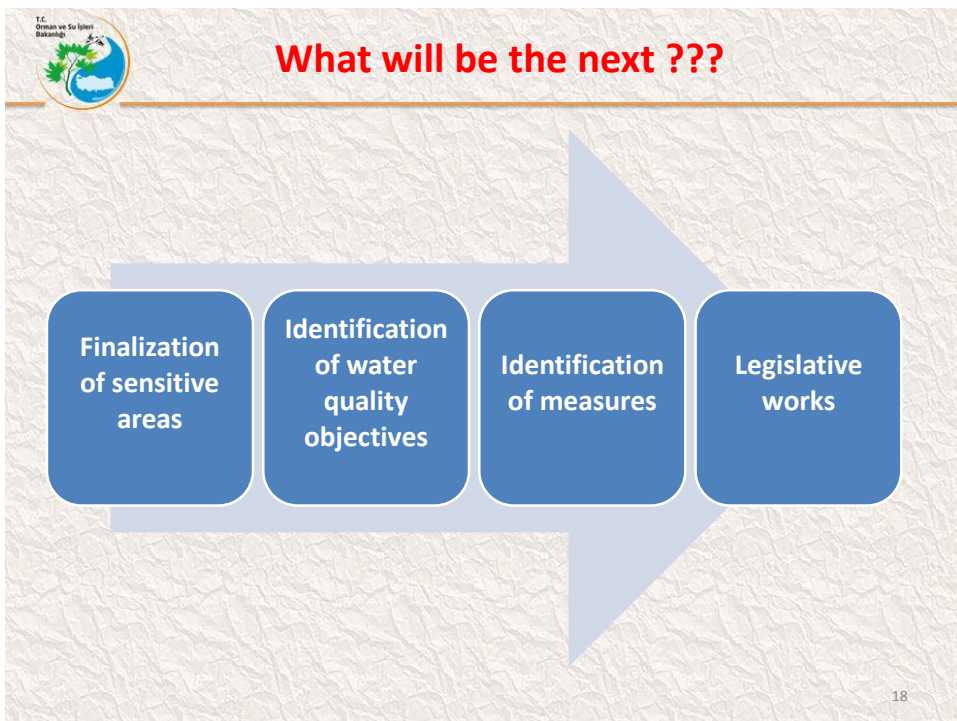 T.C.
Orman ve Su İşleri
Bakanlığı
What will be the next ???
Finalization
of sensitive
areas
Identification
of water
quality
objectives
Identification
of measures
Legislative
works
18